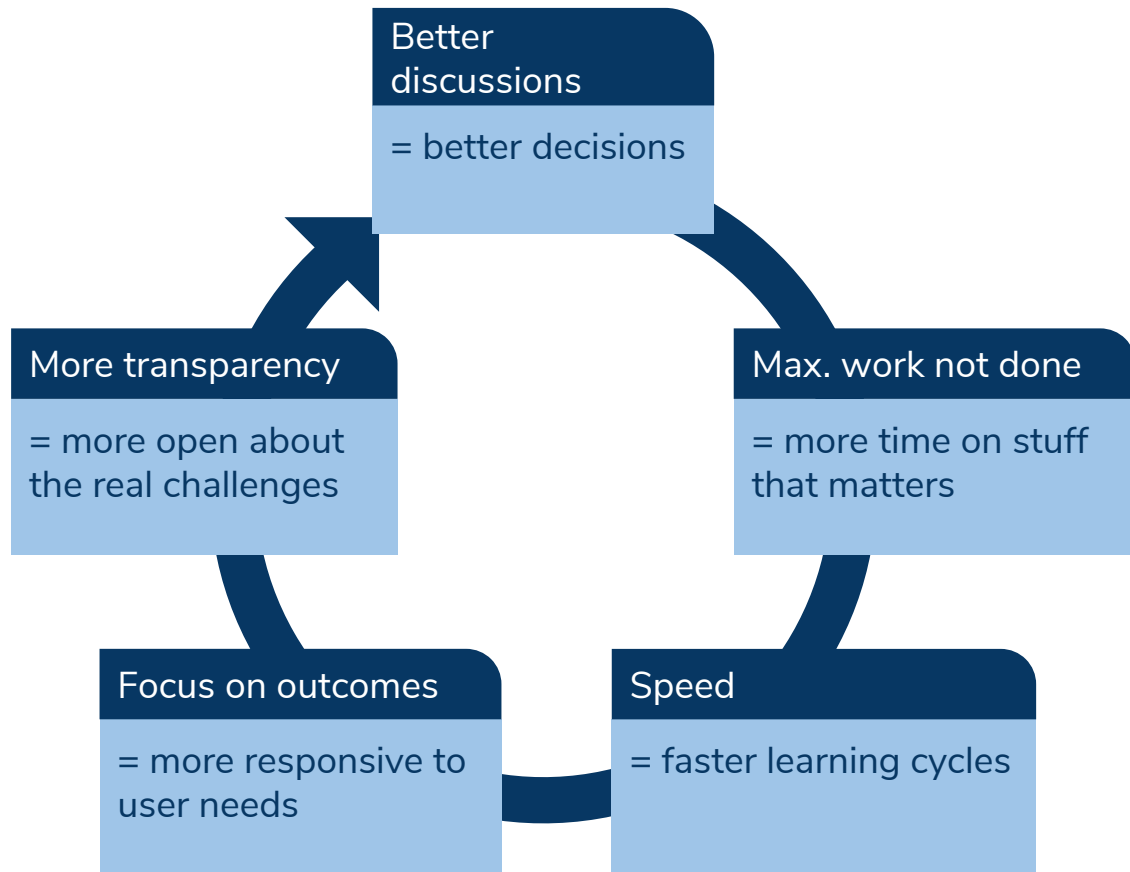 Better
discussions
= better decisions
Max. work not done
= more time on stuff
that matters
Speed
= faster learning cycles
Focus on outcomes
= more responsive to
user needs
More transparency
= more open about
the real challenges